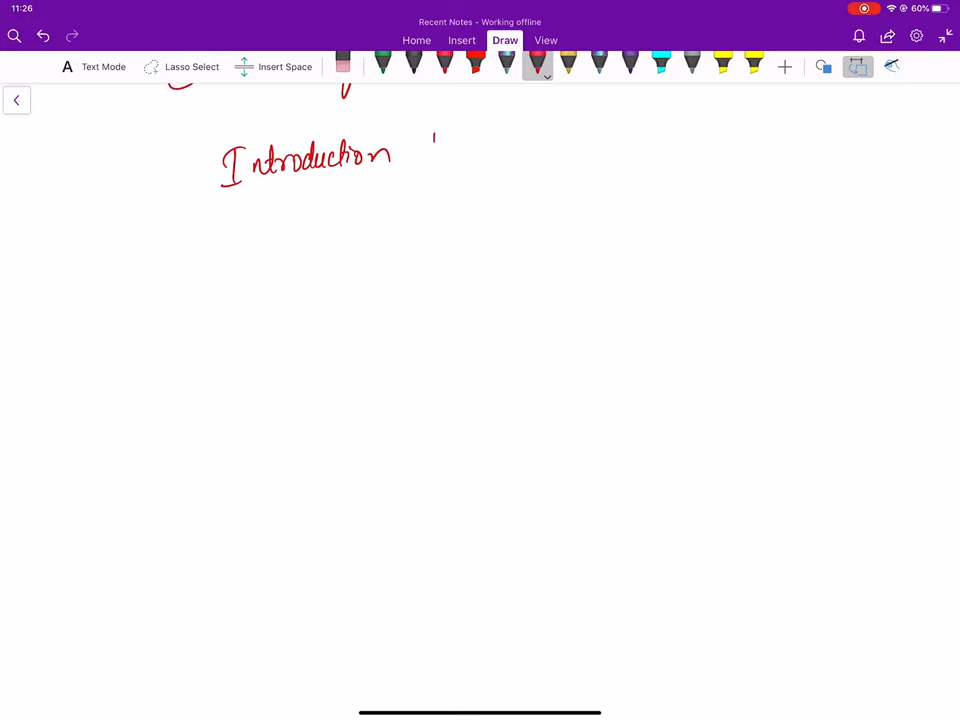 11:26
60%
Recent Notes - Working offline
Home Insert Draw View
A Text Mode Lasso Select Insert Space
Introduction